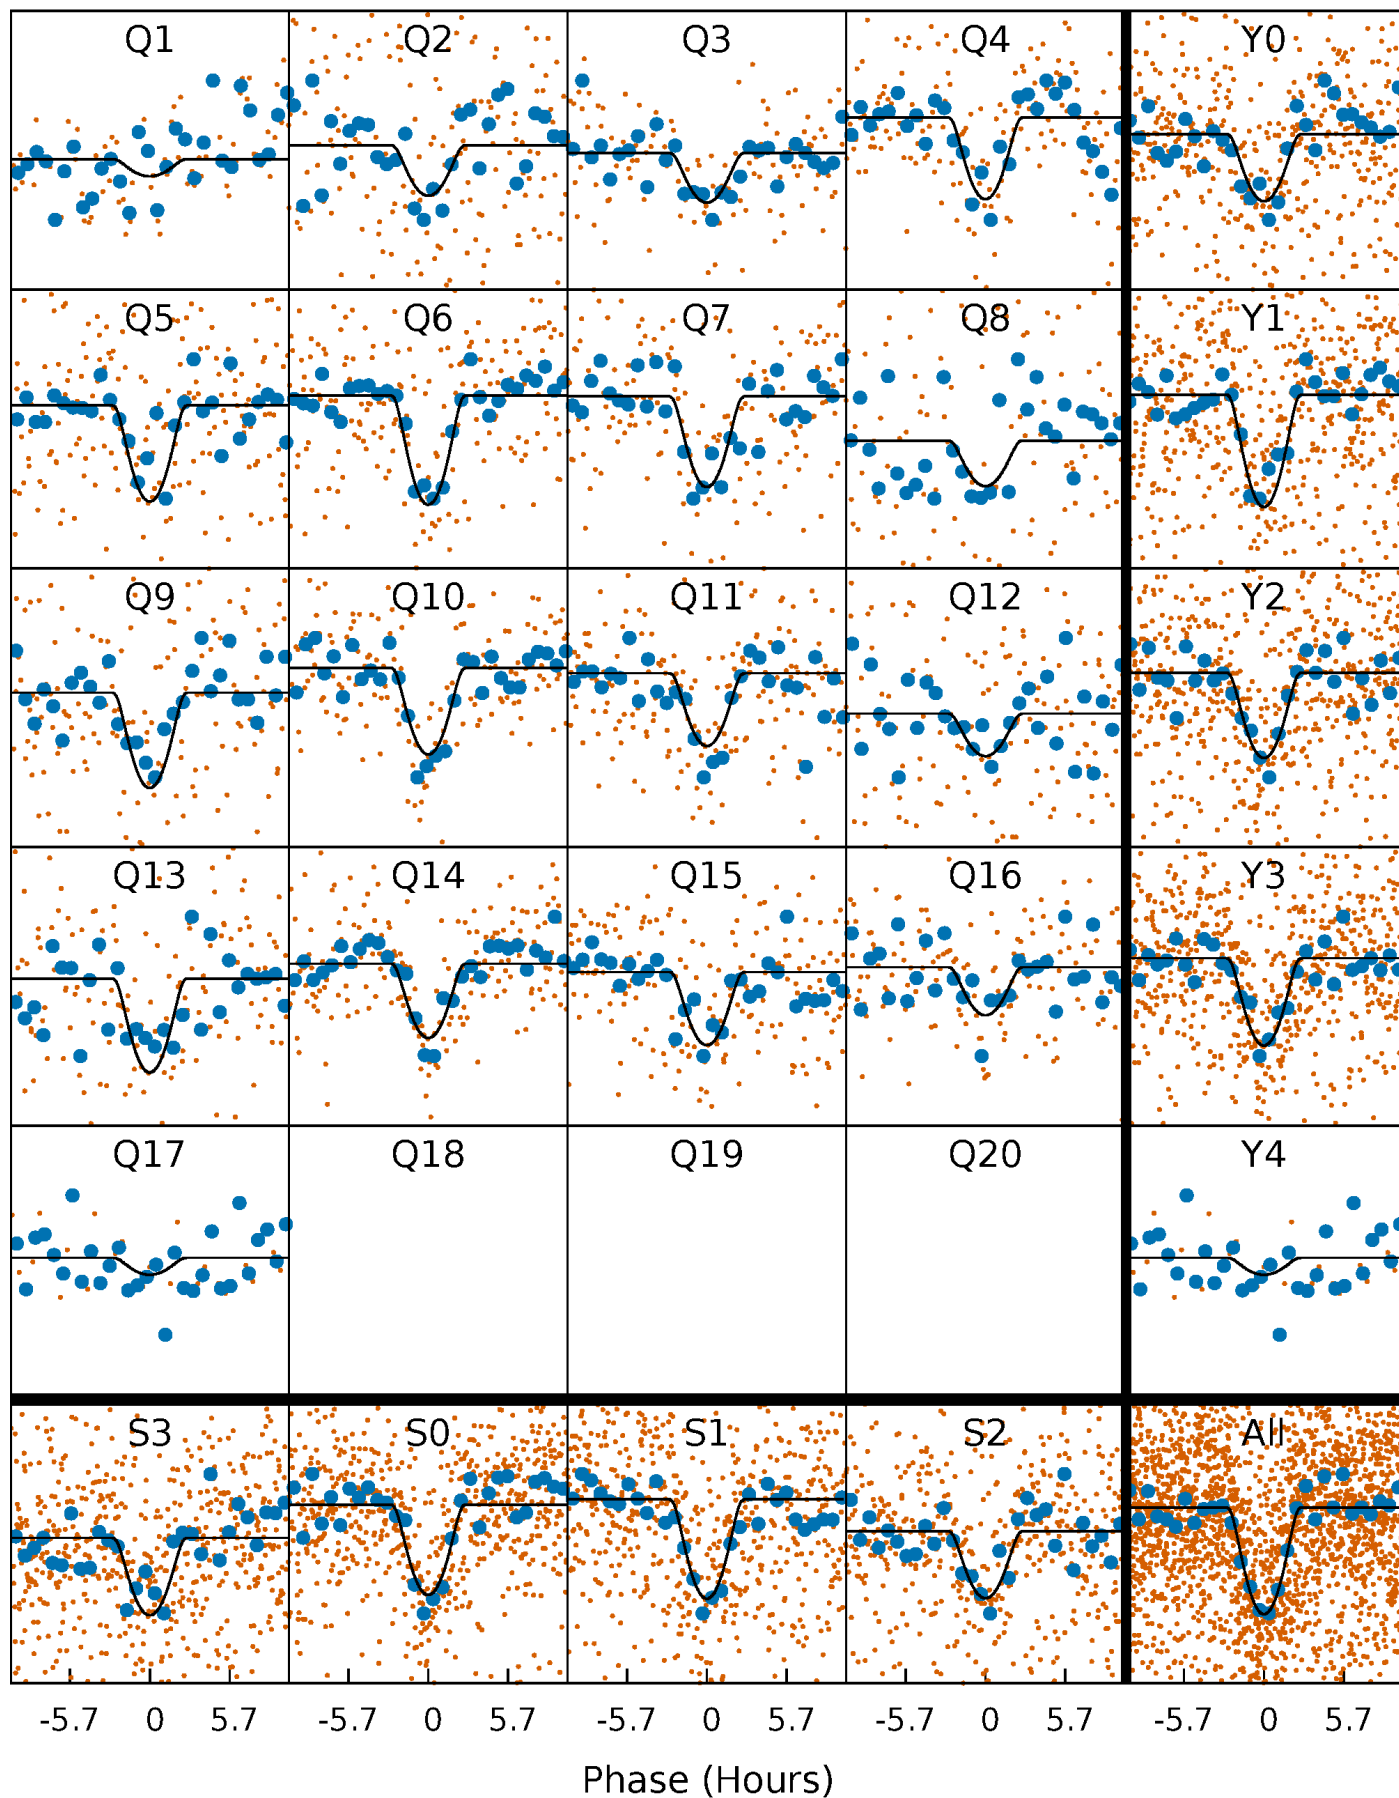 Q1 Q2 Q3 Q4 Y0
Q5 Q6 Q7 Q8 Y1
Q9 Q10 Q11 Q12 Y2
Q13 Q14 Q15 Q16 Y3
Q17 Q18 Q19 Q20 Y4
S3 S0 S1 S2 All
-5.7 0 5.7 -5.7 0 5.7 -5.7 0 5.7 -5.7 0 5.7 -5.7 0 5.7
Phase (Hours)